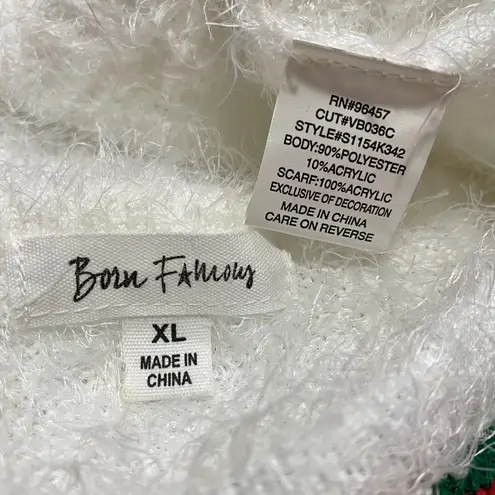 RN#96457
CUT#VB036C
STYLE#S1154K342
BODY:90%POLYESTER
10%ACRYLIC
SCARF:100%ACRYLIC
EXCLUSIVE OF DECORATION
MADE IN CHINA
CARE ON REVERSE
Born Famous
XL
MADE IN
CHINA